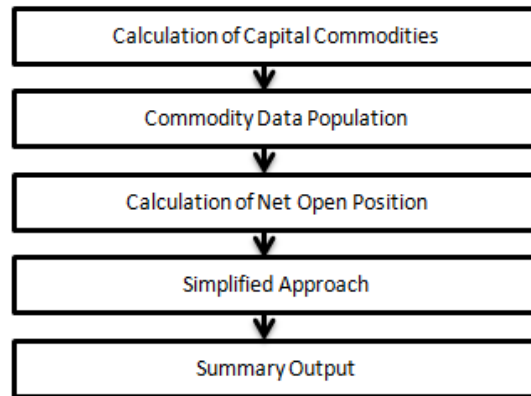 Calculation of Capital Commodities
Commodity Data Population
Calculation of Net Open Position
Simplified Approach
Summary Output